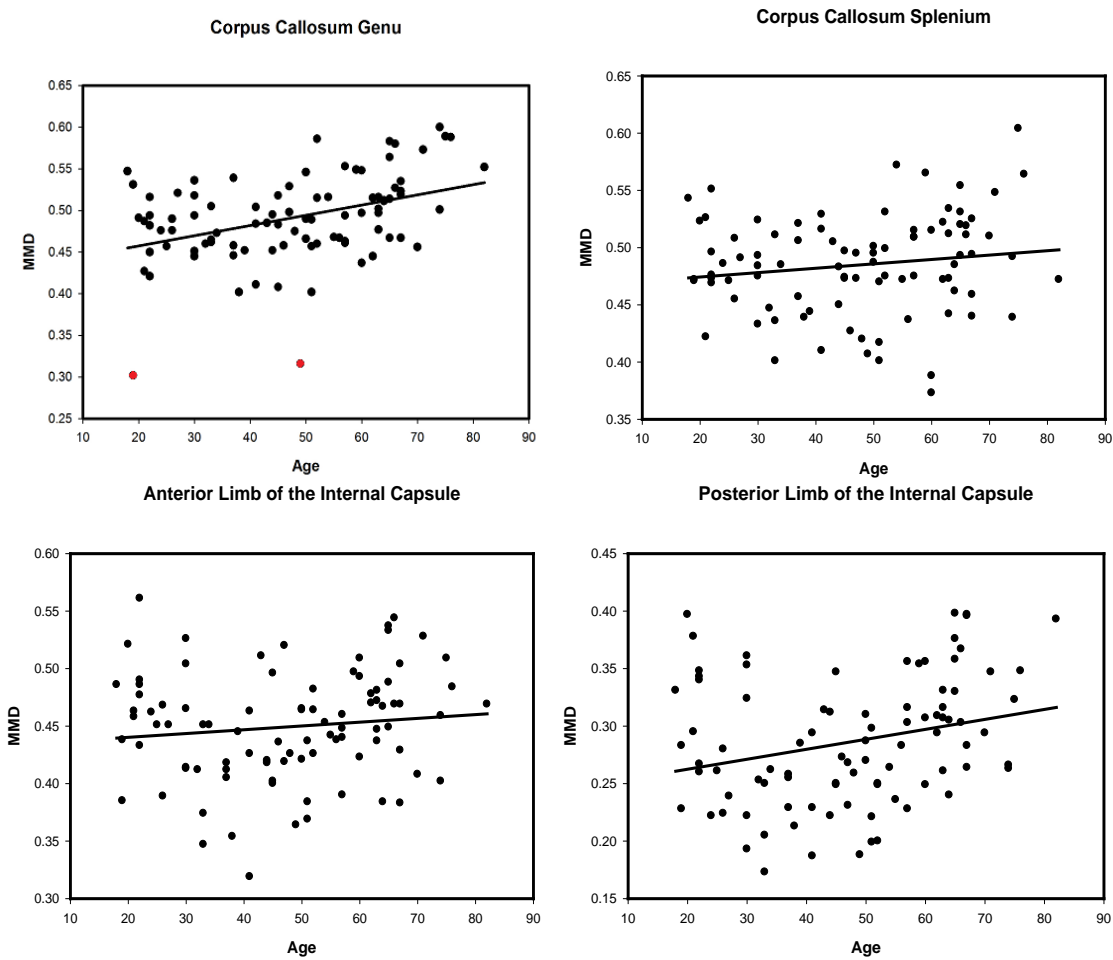 Corpus Callosum Genu
MMD
0.65
0.60
0.55
0.50
0.45
0.40
0.35
0.30
0.25
10 20 30 40 50 60 70 80 90
Age
Corpus Callosum Splenium
MMD
0.65
0.60
0.55
0.50
0.45
0.40
0.35
10 20 30 40 50 60 70 80 90
Age
Anterior Limb of the Internal Capsule
MMD
0.60
0.55
0.50
0.45
0.40
0.35
0.30
10 20 30 40 50 60 70 80 90
Age
Posterior Limb of the Internal Capsule
MMD
0.45
0.40
0.35
0.30
0.25
0.20
0.15
10 20 30 40 50 60 70 80 90
Age